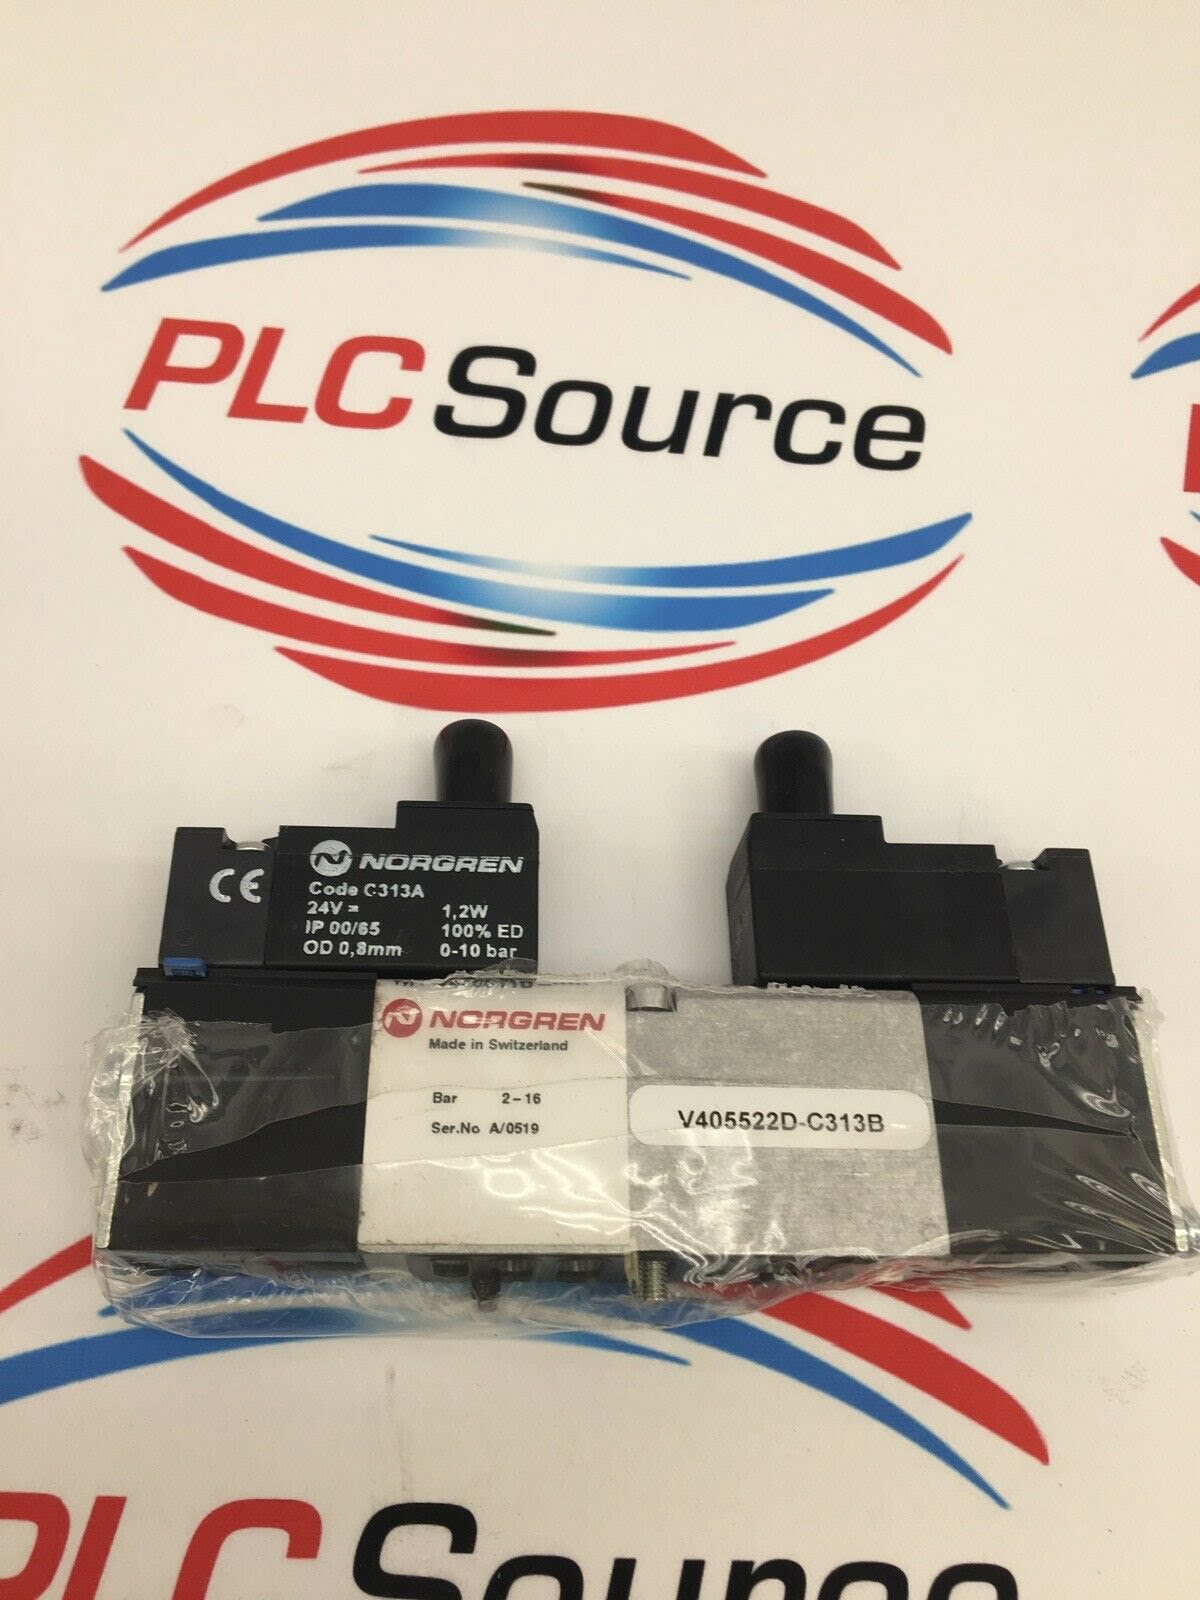 PLC Source
NORGREN
CE
Code C313A
24V = 1,2W
IP 00/65 100% ED
OD 0,8mm 0-10 bar
NORGREN
Made in Switzerland
Bar 2-16
Ser.No A/0519
V405522D-C313B
PLC Source